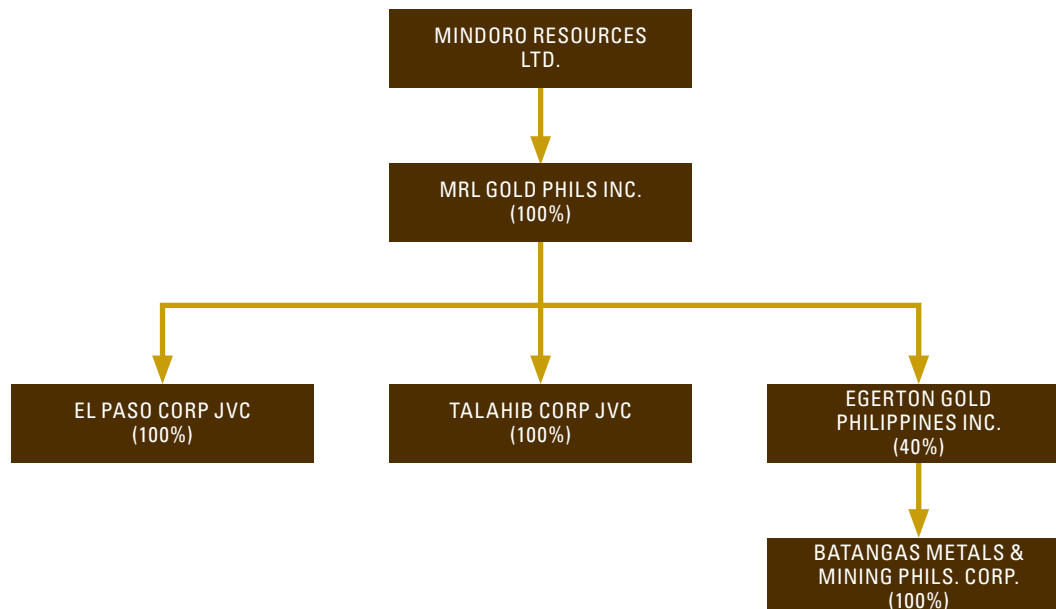 MINDORO RESOURCES
LTD.
MRL GOLD PHILS INC.
(100%)
EL PASO CORP JVC
(100%)
TALAHIB CORP JVC
(100%)
EGERTON GOLD
PHILIPPINES INC.
(40%)
BATANGAS METALS &
MINING PHILS. CORP.
(100%)